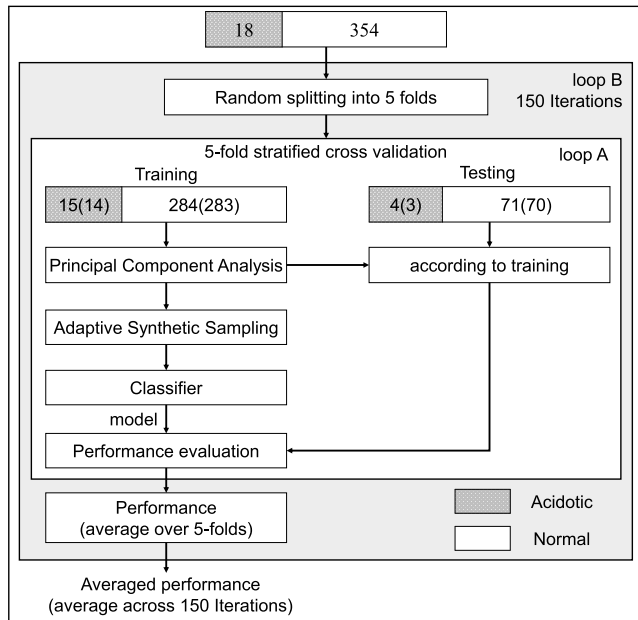 18 354
loop B
150 Iterations
Random splitting into 5 folds
5-fold stratified cross validation
loop A
Training
Testing
15(14) 284(283)
4(3) 71(70)
Principal Component Analysis
according to training
Adaptive Synthetic Sampling
Classifier
model
Performance evaluation
Performance
(average over 5-folds)
Acidotic
Normal
Averaged performance
(average across 150 Iterations)